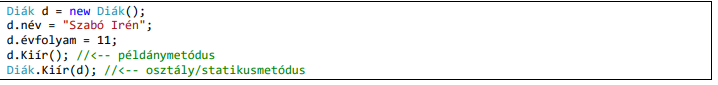 Diák d = new Diák();
d.név = "Szabó Irén";
d.évfolyam = 11;
d.Kiír(); //<-- példánymetódus
Diák.Kiír(d); //<-- osztály/statikusmetódus